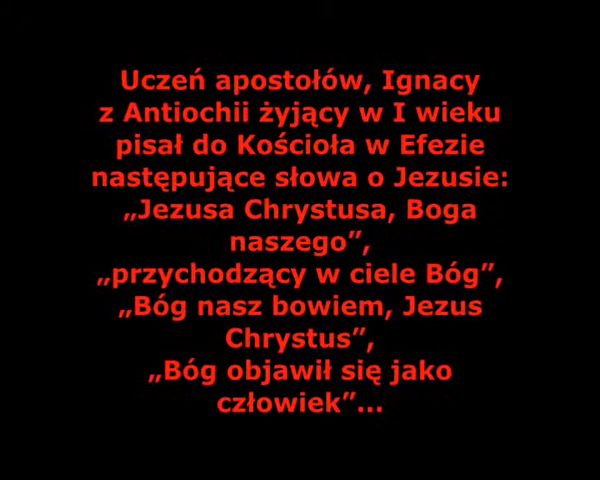 Uczeń apostołów, Ignacy
z Antiochii żyjący w I wieku
pisał do Kościoła w Efezie
następujące słowa o Jezusie:
„Jezusa Chrystusa, Boga
naszego”,
„przychodzący w ciele Bóg”,
„Bóg nasz bowiem, Jezus
Chrystus”,
„Bóg objawił się jako
człowiek”...